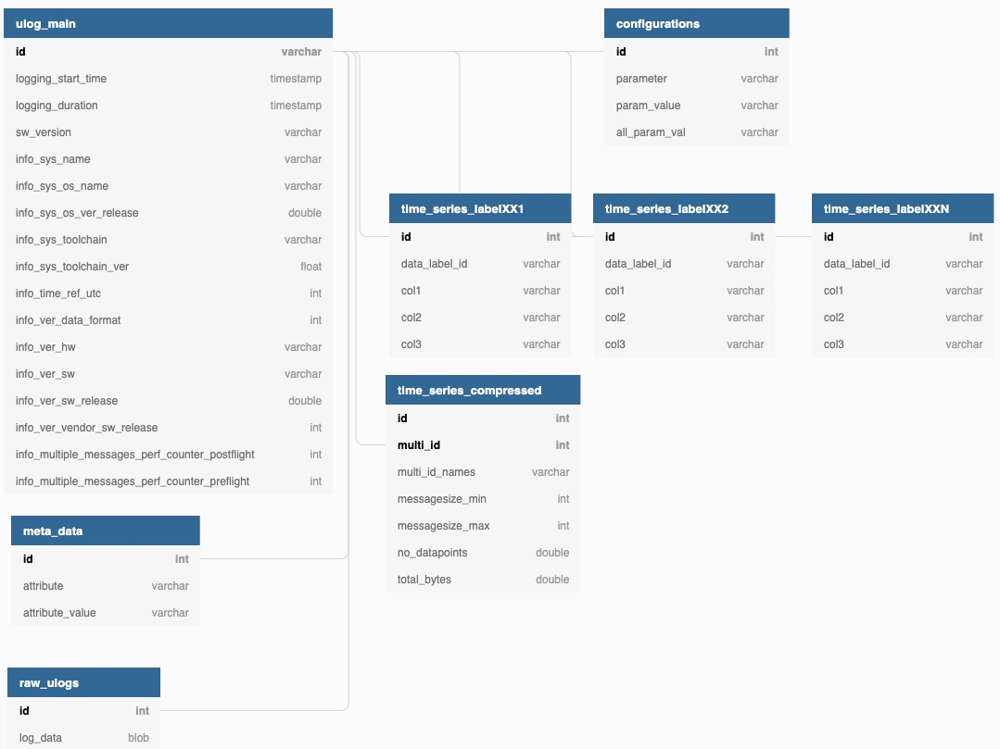 ulog_main
id varchar
logging_start_time timestamp
logging_duration timestamp
sw_version varchar
info_sys_name varchar
info_sys_os_name varchar
info_sys_os_ver_release double
info_sys_toolchain varchar
info_sys_toolchain_ver float
info_time_ref_utc int
info_ver_data_format int
info_ver_hw varchar
info_ver_sw varchar
info_ver_sw_release double
info_ver_vendor_sw_release int
info_multiple_messages_perf_counter_postflight int
info_multiple_messages_perf_counter_preflight int
configurations
id int
parameter varchar
param_value varchar
all_param_val varchar
time_series_labelXX1
id int
data_label_id varchar
col1 varchar
col2 varchar
col3 varchar
time_series_labelXX2
id int
data_label_id varchar
col1 varchar
col2 varchar
col3 varchar
time_series_labelXXN
id int
data_label_id varchar
col1 varchar
col2 varchar
col3 varchar
time_series_compressed
id int
multi_id int
multi_id_names varchar
messagesize_min int
messagesize_max int
no_datapoints double
total_bytes double
meta_data
id int
attribute varchar
attribute_value varchar
raw_ulogs
id int
log_data blob